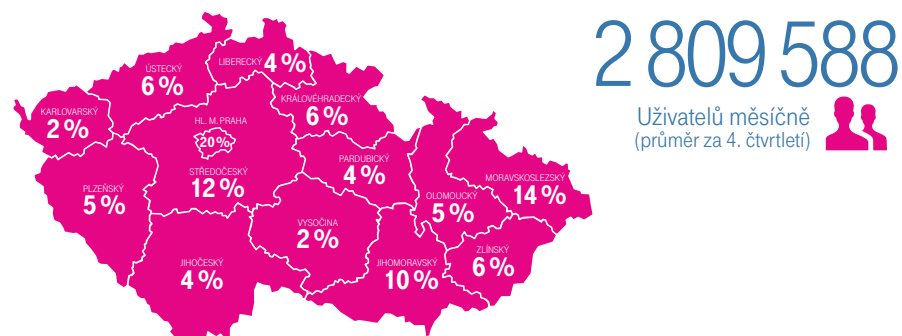 2 809 588
Uživatelů měsíčně
(průměr za 4. čtvrtletí)
LIBERECKÝ 4 %
ÚSTECKÝ
6 %
KARLOVARSKÝ
2 %
KRÁLOVÉHRADECKÝ
6 %
HL. M. PRAHA
20 %
STŘEDOČESKÝ
12 %
PARDUBICKÝ
4 %
PLZEŇSKÝ
5 %
MORAVSKOSLEZSKÝ
14 %
OLOMOUCKÝ
5 %
VYSOČINA
2 %
ZLÍNSKÝ
6 %
JIHOČESKÝ
4 %
JIHOMORAVSKÝ
10 %